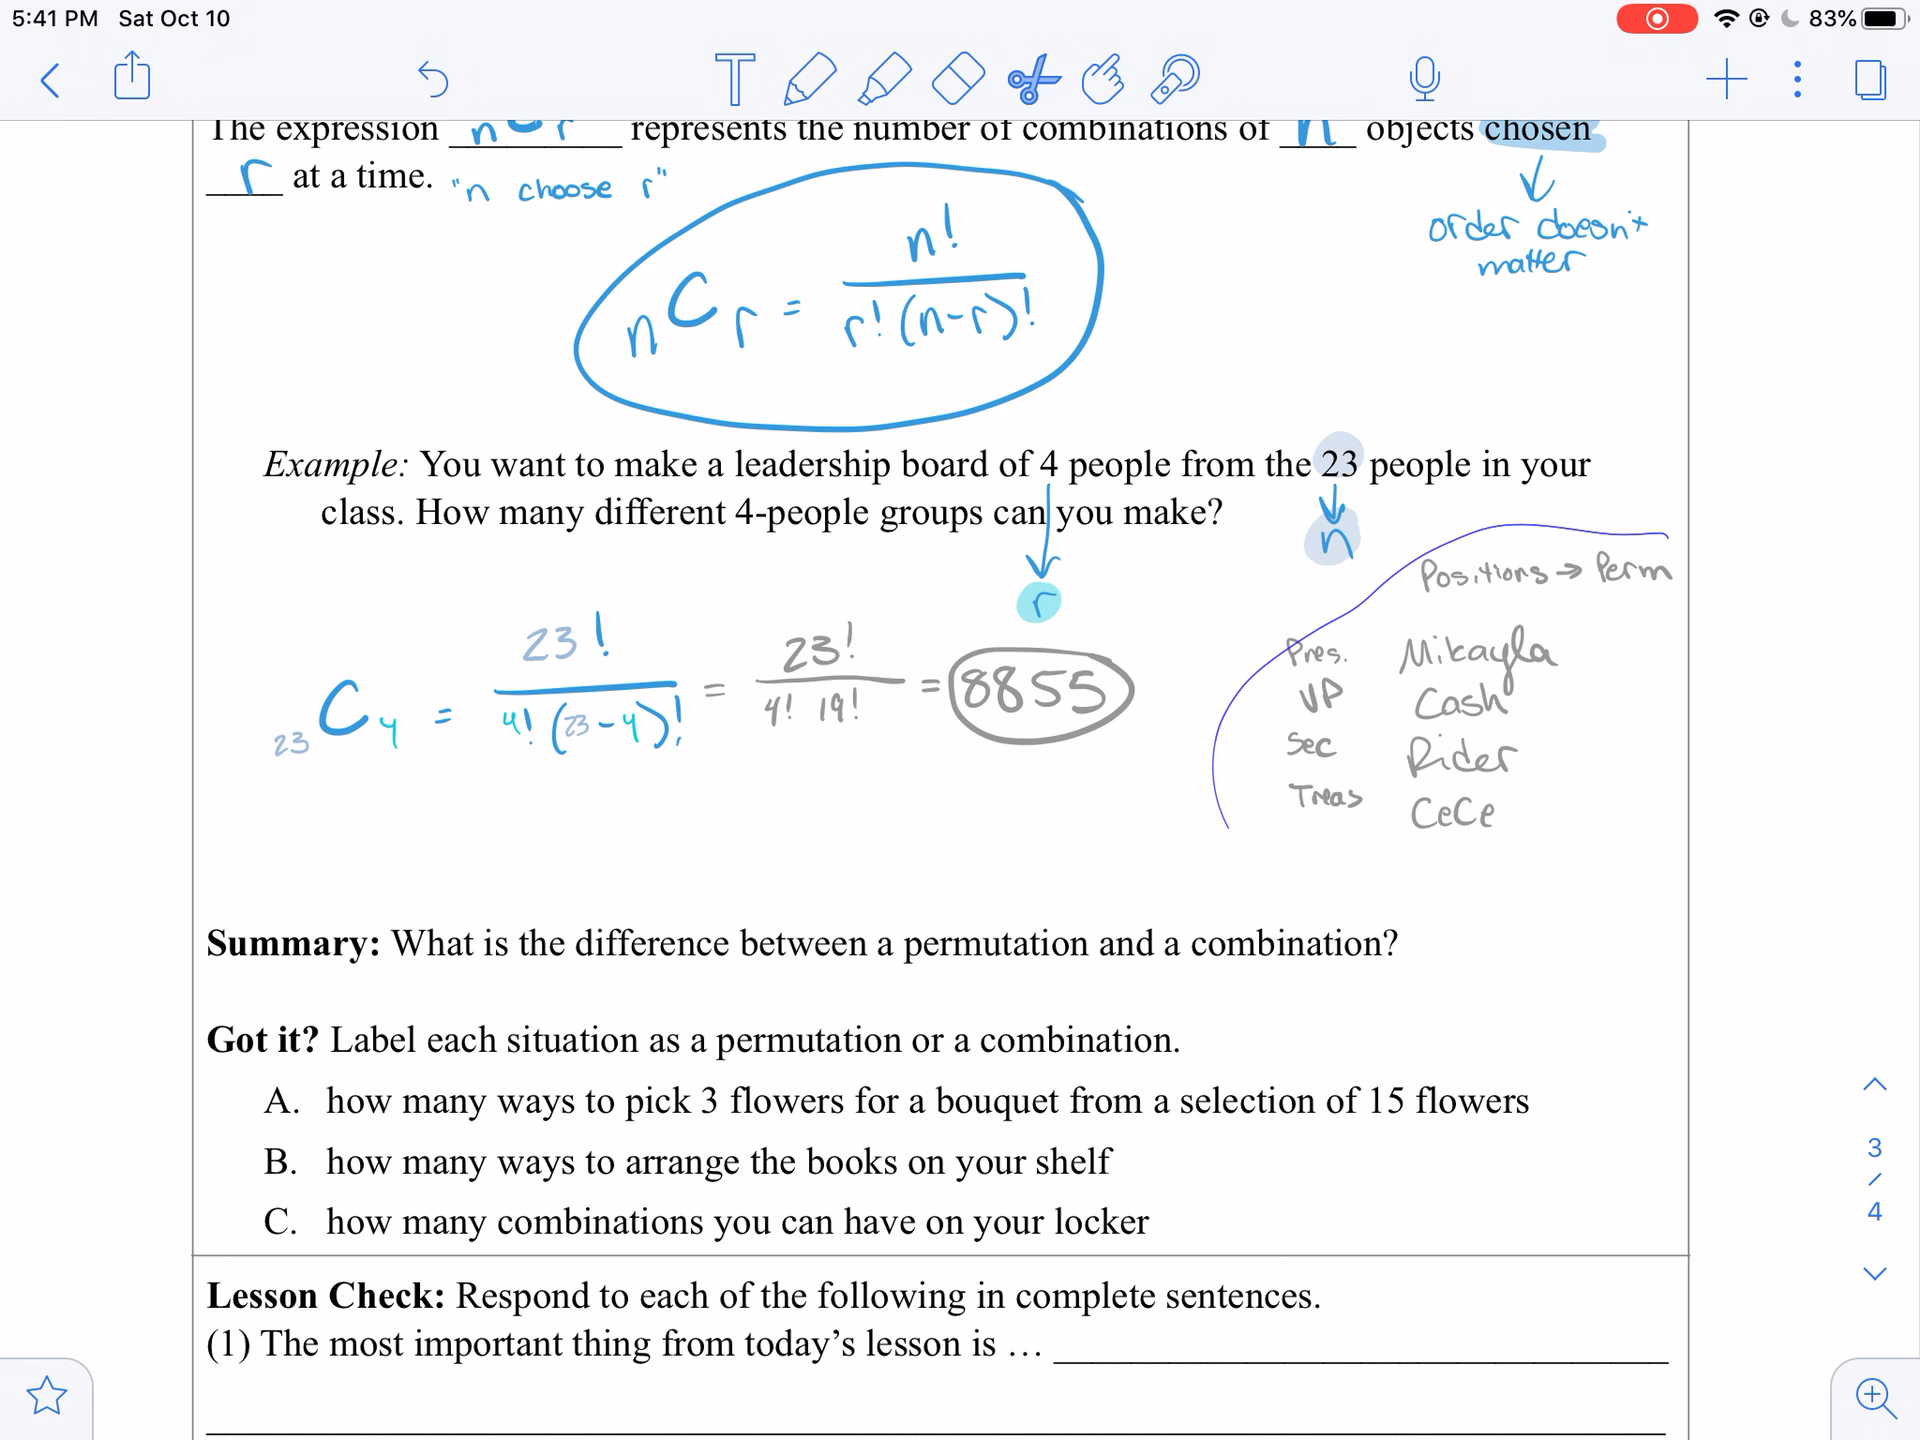 5:41 PM Sat Oct 10 83%
The expression nCr represents the number of combinations of n objects chosen
r at a time. "n choose r"
order doesn't
matter
nCr = n! / r!(n-r)!
Example: You want to make a leadership board of 4 people from the 23 people in your
class. How many different 4-people groups can you make?
n
r
Positions → Perm
23C4 = 23! / 4!(23-4)! = 23! / 4! 19! = 8855
Pres. Mikayla
VP Cash
Sec Rider
Treas CeCe
Summary: What is the difference between a permutation and a combination?
Got it? Label each situation as a permutation or a combination.
A. how many ways to pick 3 flowers for a bouquet from a selection of 15 flowers
B. how many ways to arrange the books on your shelf
C. how many combinations you can have on your locker
3
/
4
Lesson Check: Respond to each of the following in complete sentences.
(1) The most important thing from today’s lesson is …